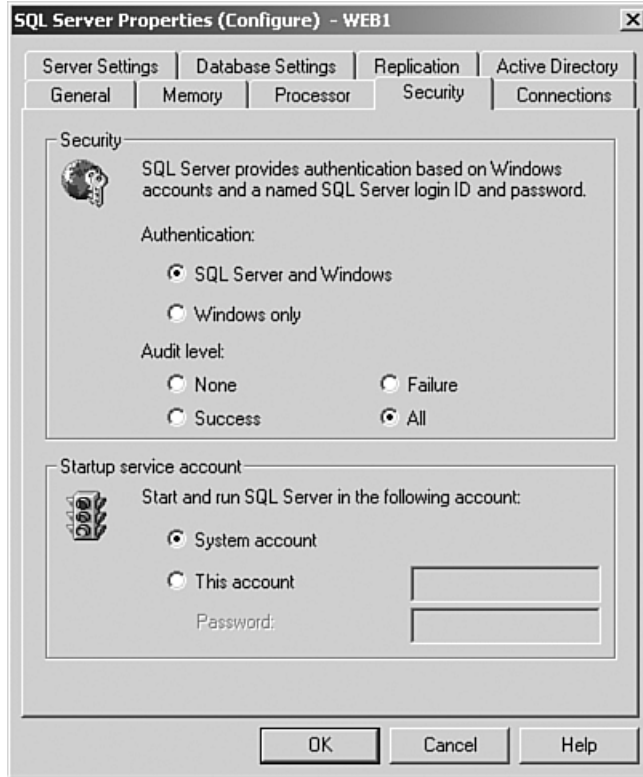 SQL Server Properties (Configure) - WEB1
Server Settings
Database Settings
Replication
Active Directory
General
Memory
Processor
Security
Connections
Security
SQL Server provides authentication based on Windows
accounts and a named SQL Server login ID and password.
Authentication:
SQL Server and Windows
Windows only
Audit level:
None
Failure
Success
All
Startup service account
Start and run SQL Server in the following account:
System account
This account
Password:
OK
Cancel
Help